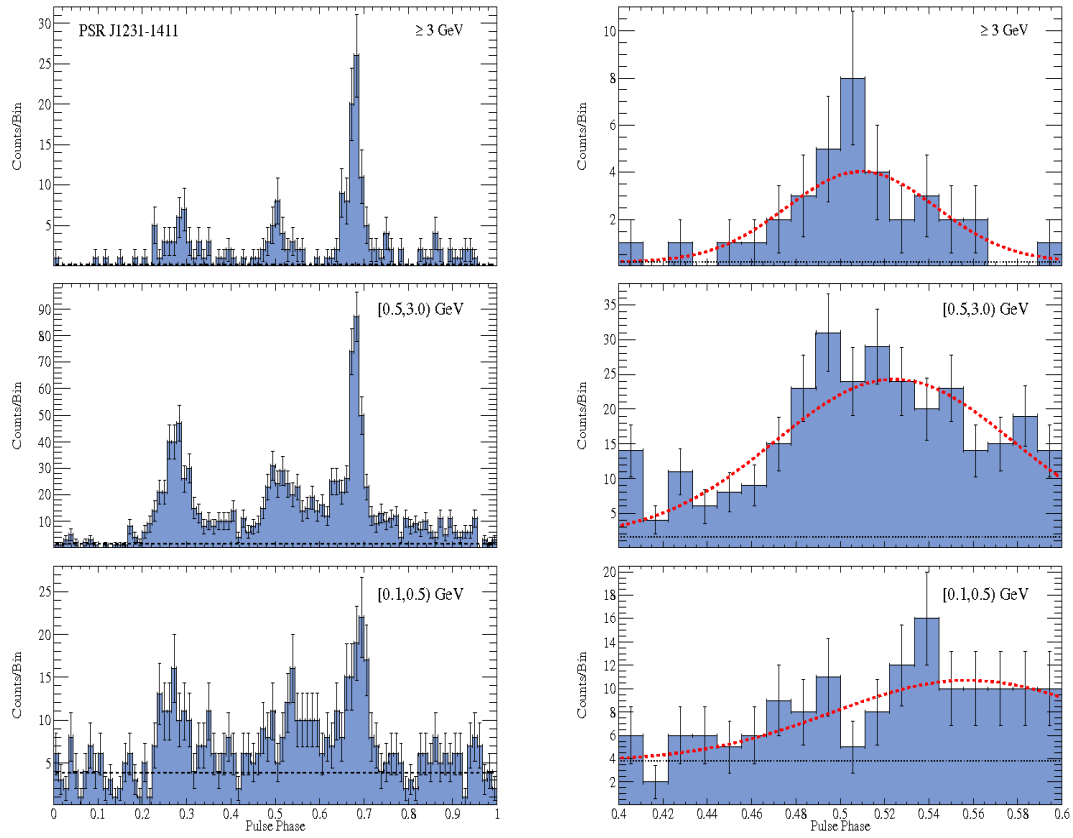 PSR J1231-1411
≥ 3 GeV
Counts/Bin
30
25
20
15
10
5
≥ 3 GeV
Counts/Bin
10
8
6
4
2
[0.5,3.0) GeV
Counts/Bin
90
80
70
60
50
40
30
20
10
[0.5,3.0) GeV
Counts/Bin
35
30
25
20
15
10
5
[0.1,0.5) GeV
Counts/Bin
25
20
15
10
5
0 0.1 0.2 0.3 0.4 0.5 0.6 0.7 0.8 0.9 1
Pulse Phase
[0.1,0.5) GeV
Counts/Bin
20
18
16
14
12
10
8
6
4
2
0.4 0.42 0.44 0.46 0.48 0.5 0.52 0.54 0.56 0.58 0.6
Pulse Phase